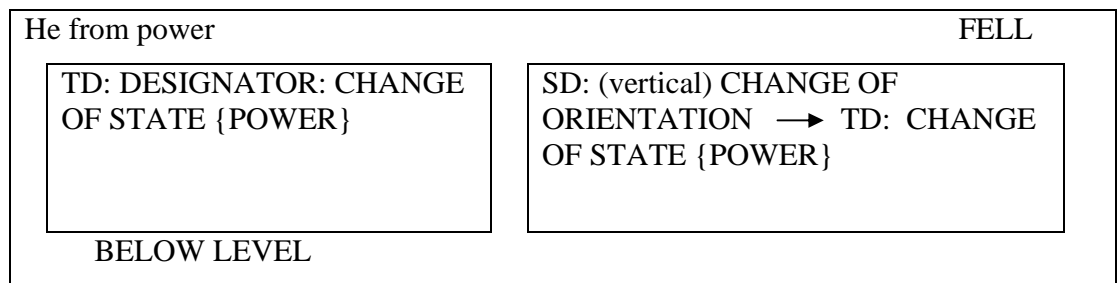 He from power FELL
TD: DESIGNATOR: CHANGE
OF STATE {POWER}
SD: (vertical) CHANGE OF
ORIENTATION → TD: CHANGE
OF STATE {POWER}
BELOW LEVEL